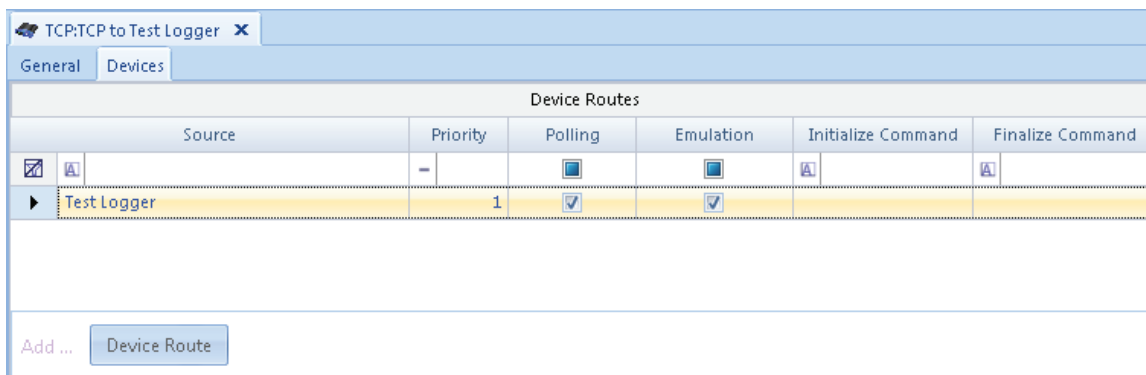 TCP:TCP to Test Logger X
General Devices
Device Routes
Source Priority Polling Emulation Initialize Command Finalize Command
A = A A
Test Logger 1
Add ... Device Route